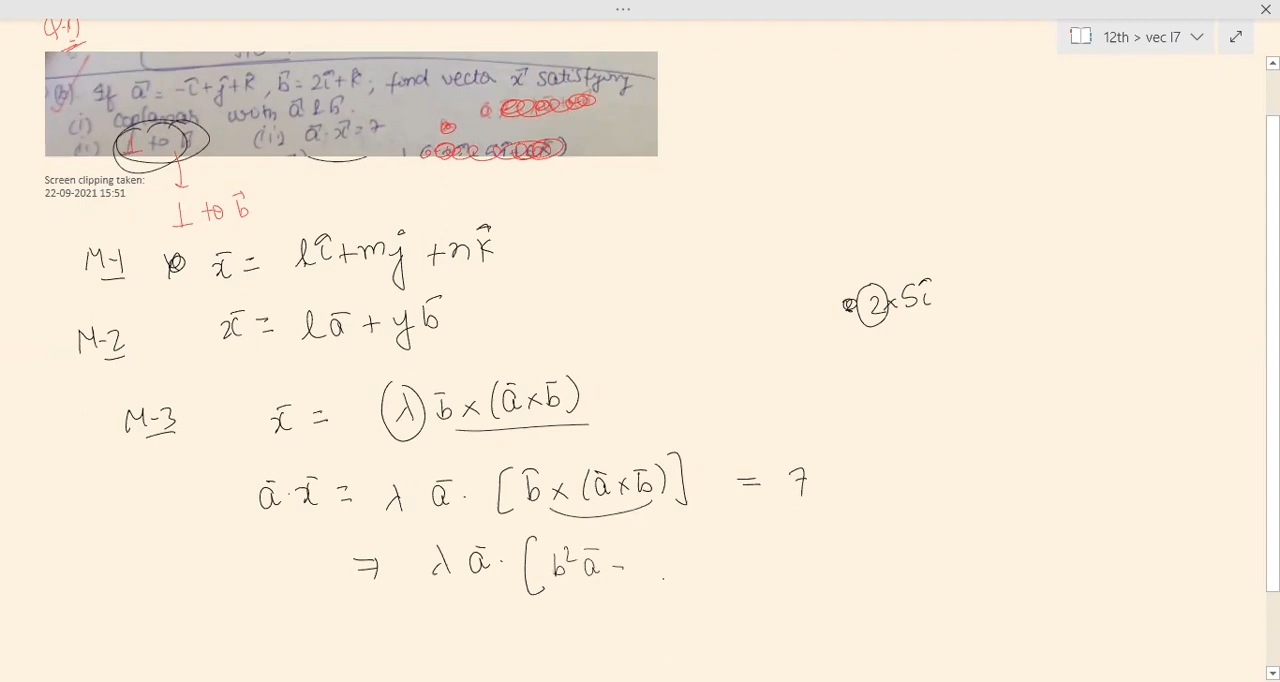 12th > vec l7
(b). If a⃗ = -î+ĵ+k̂, b⃗ = 2î+k̂; find vector x⃗ satisfying
(i) coplanar with a⃗ & b⃗.
(ii) ⊥ to b⃗ (iii) a⃗·x⃗ = 7
Screen clipping taken:
22-09-2021 15:51
⊥ to b⃗
M-1 x̄ = lî+mĵ+nk̂
2×5î
M-2 x̄ = lā + yb̄
M-3 x̄ = (λ) b̄×(ā×b̄)
ā·x̄ = λ ā·[b̄×(ā×b̄)] = 7
⇒ λ ā·[b²ā -